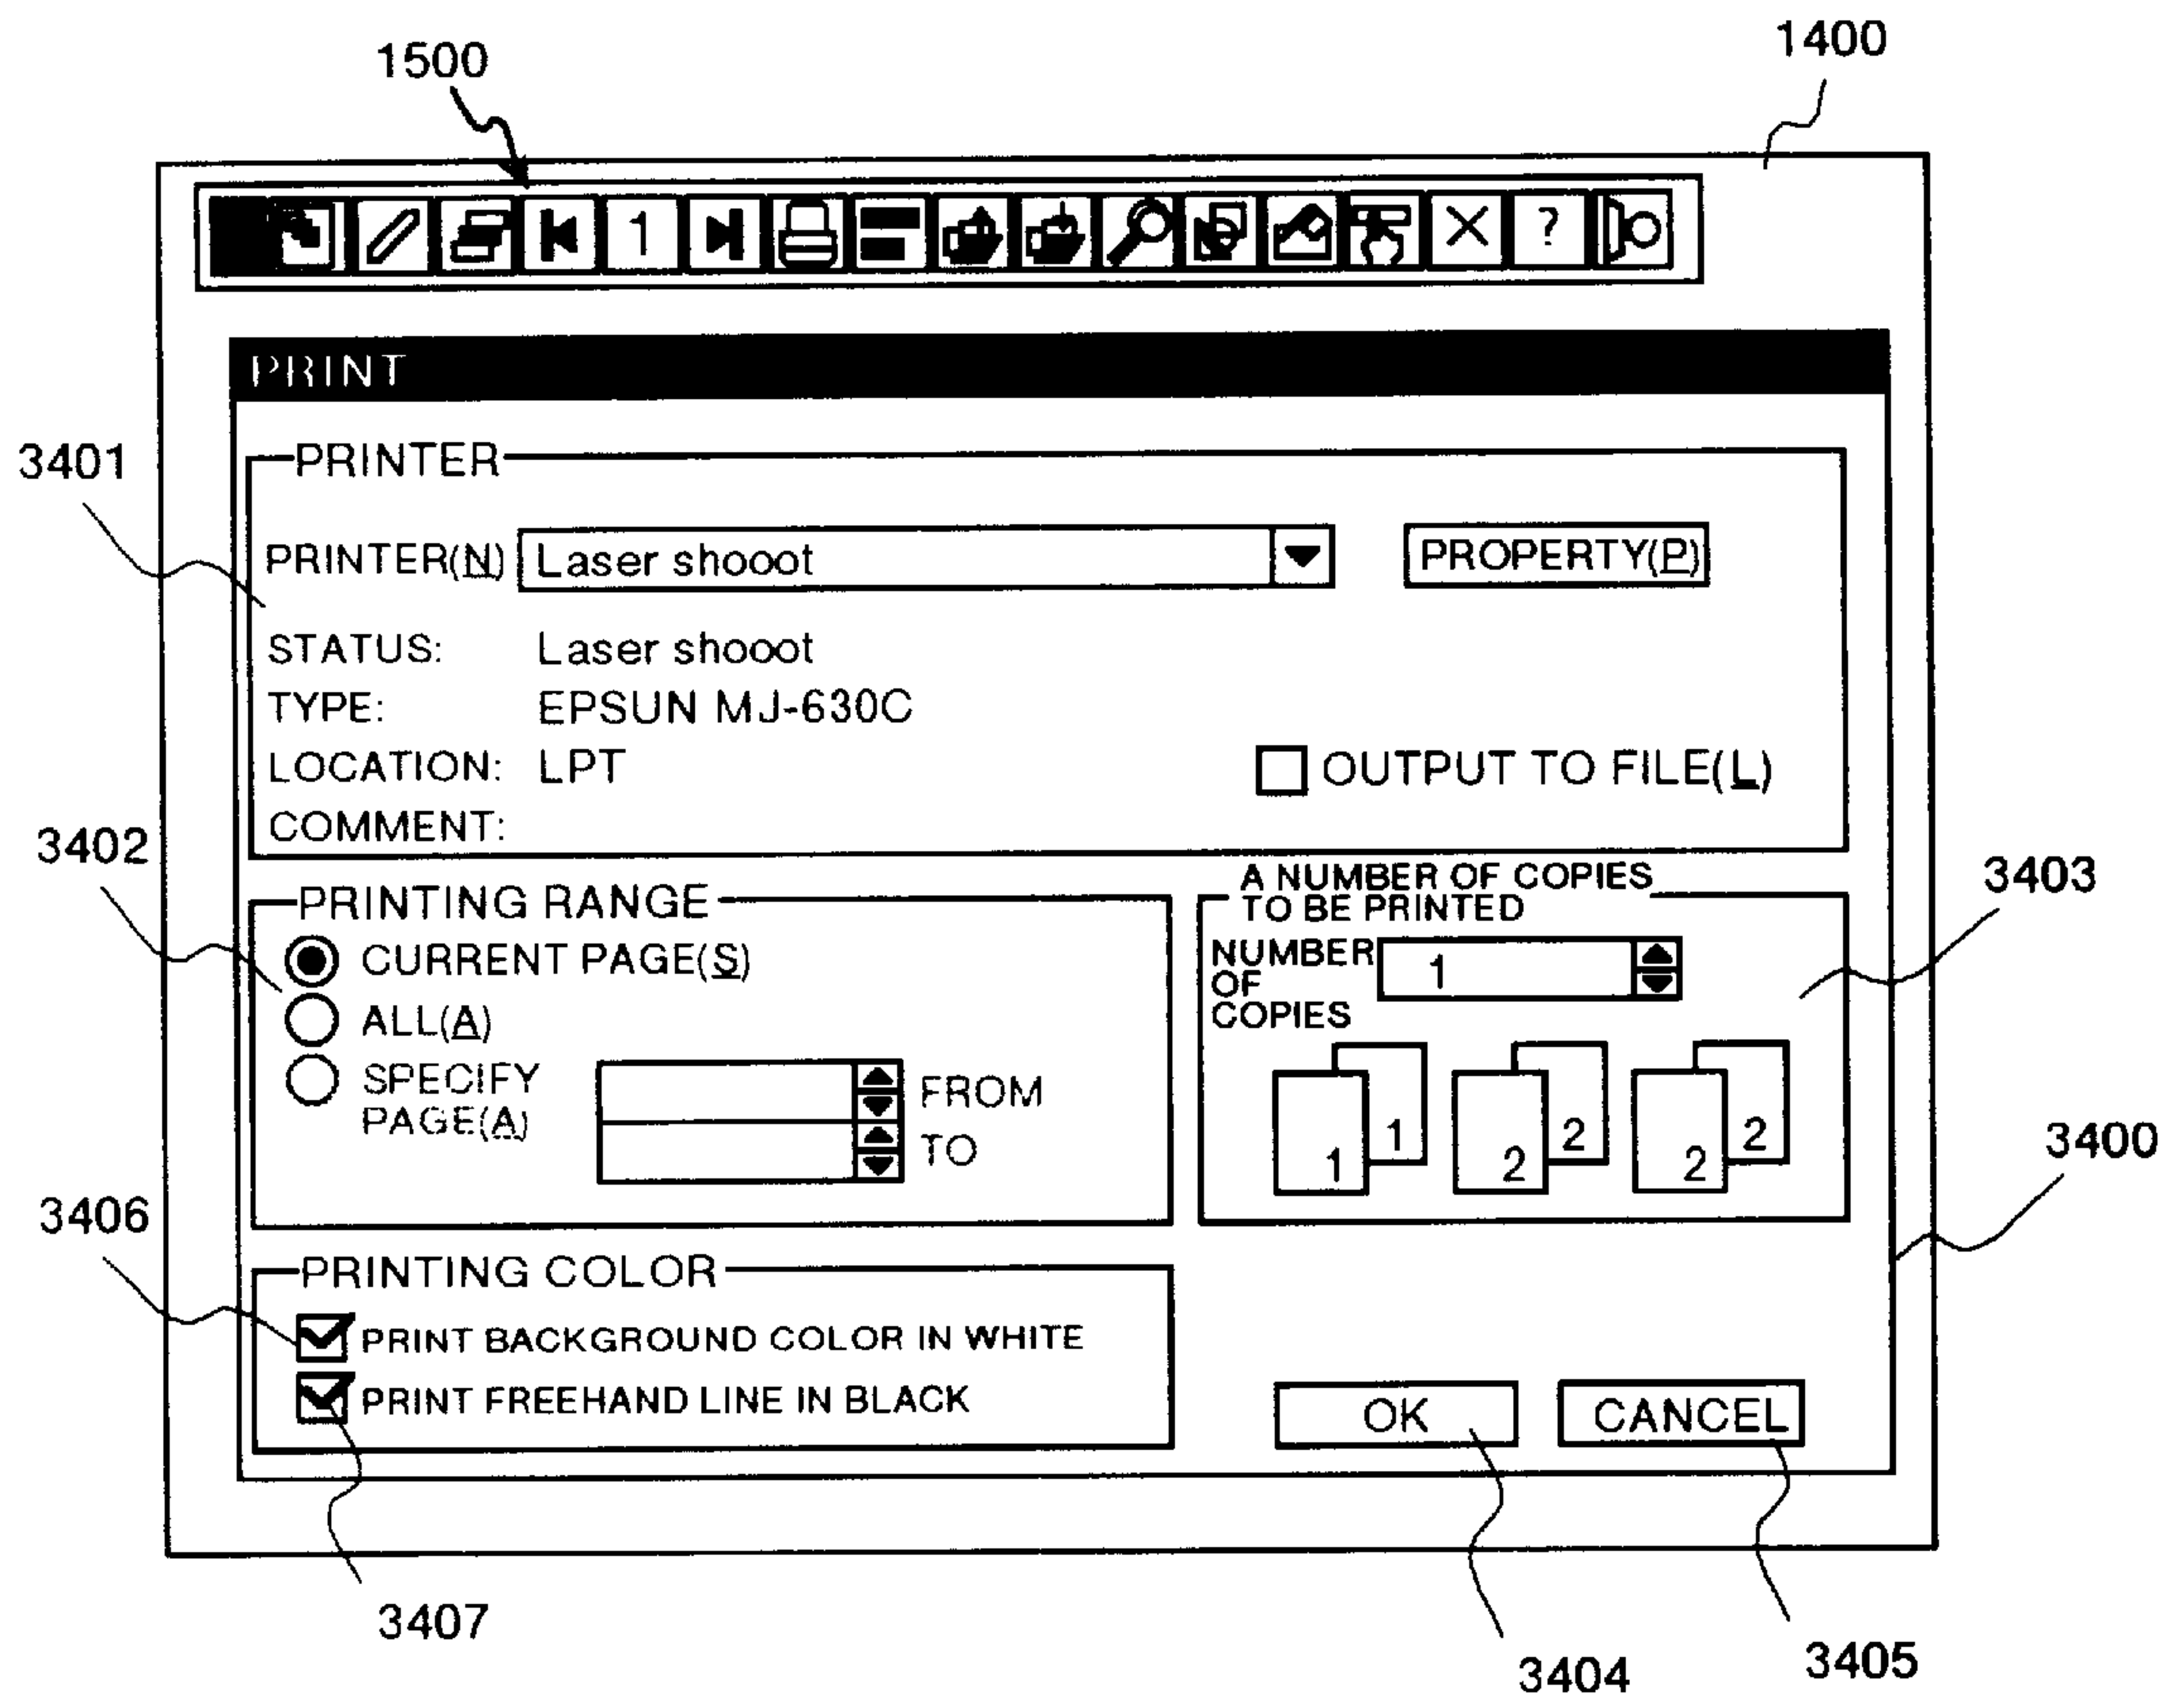 1500
1400
1
?
PRINT
PRINTER
3401
PRINTER(N) Laser shooot PROPERTY(P)
STATUS: Laser shooot
TYPE: EPSUN MJ-630C
LOCATION: LPT OUTPUT TO FILE(L)
COMMENT:
3402
PRINTING RANGE
CURRENT PAGE(S)
ALL(A)
SPECIFY
PAGE(A)
FROM
TO
A NUMBER OF COPIES
TO BE PRINTED
3403
NUMBER
OF
COPIES
1
1 1 2 2 2 2
3400
3406
PRINTING COLOR
PRINT BACKGROUND COLOR IN WHITE
PRINT FREEHAND LINE IN BLACK
OK CANCEL
3407
3404
3405